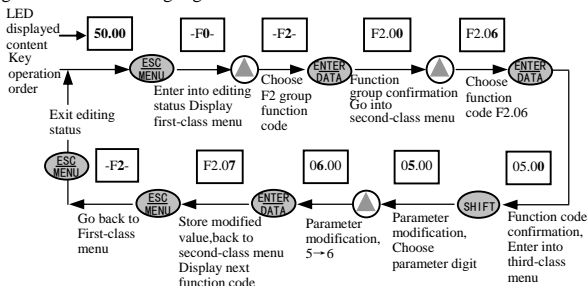 LED
displayed
content
Key
operation
order
50.00
ESC
MENU
-F0-
-F2-
ENTER
DATA
F2.00
F2.06
ENTER
DATA
Enter into editing
status Display
first-class menu
Choose
F2 group
function
code
Function
group confirmation
Go into
second-class menu
Choose
function
code F2.06
Exit editing
status
ESC
MENU
-F2-
ESC
MENU
F2.07
ENTER
DATA
06.00
05.00
SHIFT
05.00
Go back to
First-class
menu
Store modified
value,back to
second-class menu
Display next
function code
Parameter
modification,
5→6
Parameter
modification,
Choose
parameter digit
Function code
confirmation,
Enter into
third-class
menu